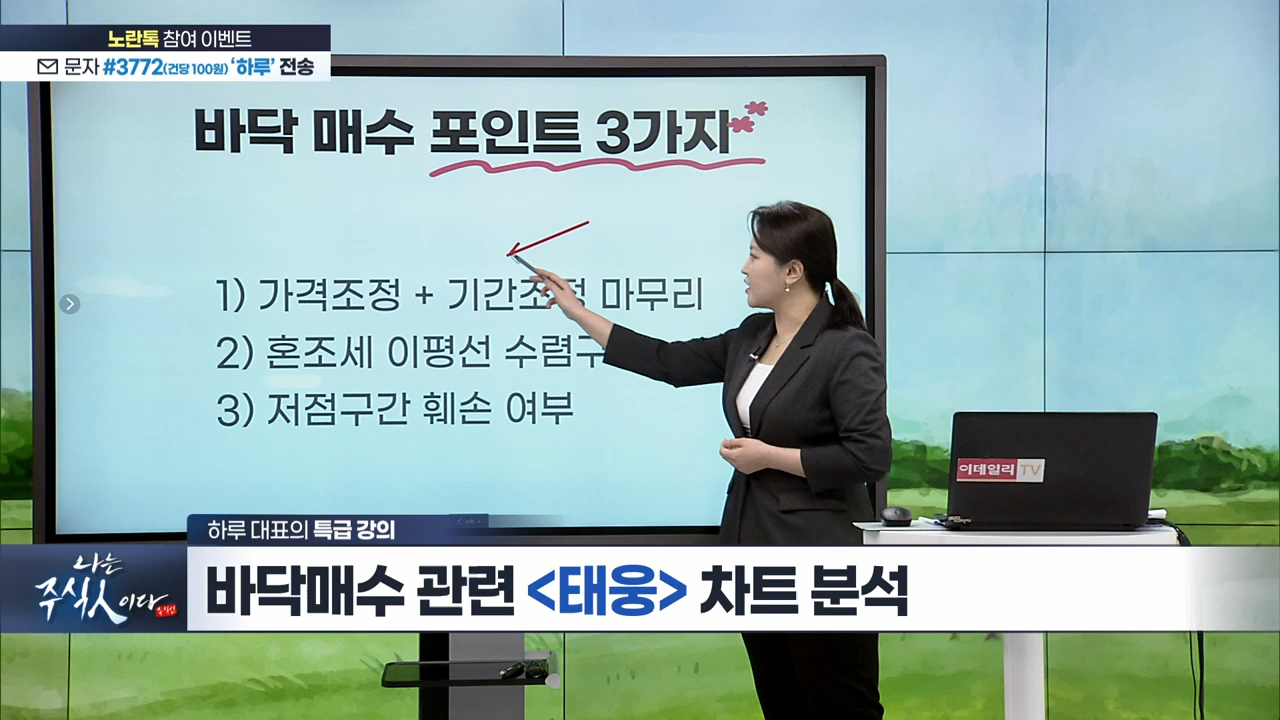 노란톡 참여 이벤트
문자 #3772(건당 100원) ‘하루’ 전송
바닥 매수 포인트 3가지
1) 가격조정 + 기간조정 마무리
2) 혼조세 이평선 수렴구
3) 저점구간 훼손 여부
이데일리TV
하루 대표의 특급 강의
나는
주식人이다
바닥매수 관련 <태웅> 차트 분석